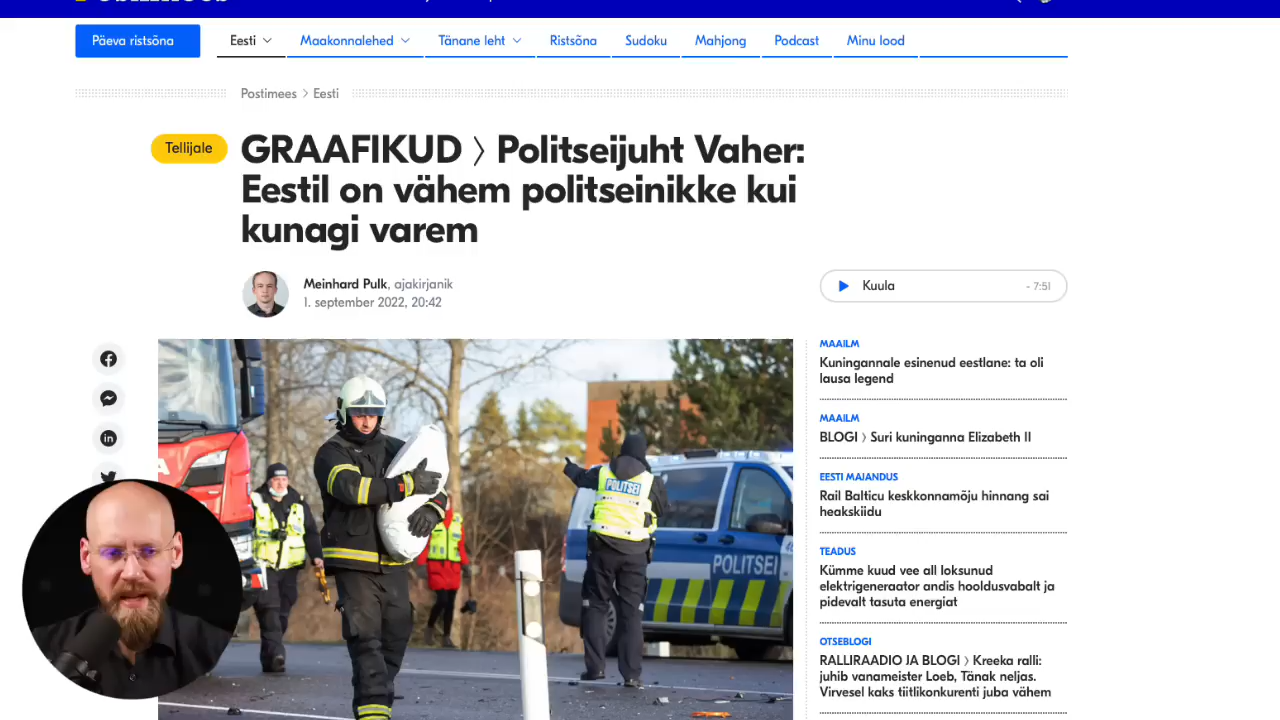 Päeva ristsõna
Eesti
Maakonnalehed
Tänane leht
Ristsõna
Sudoku
Mahjong
Podcast
Minu lood
Postimees > Eesti
Tellijale
GRAAFIKUD > Politseijuht Vaher:
Eestil on vähem politseinikke kui
kunagi varem
Meinhard Pulk, ajakirjanik
1. september 2022, 20:42
Kuula
- 7:51
MAAILM
Kuningannale esinenud eestlane: ta oli
lausa legend
MAAILM
BLOGI > Suri kuninganna Elizabeth II
EESTI MAJANDUS
Rail Balticu keskkonnamõju hinnang sai
heakskiidu
TEADUS
Kümme kuud vee all loksunud
elektrigeneraator andis hooldusvabalt ja
pidevalt tasuta energiat
OTSEBLOGI
RALLIRAADIO JA BLOGI > Kreeka ralli:
juhib vanameister Loeb, Tänak neljas.
Virvesel kaks tiitlikonkurenti juba vähem
POLITSEI
POLITSEI